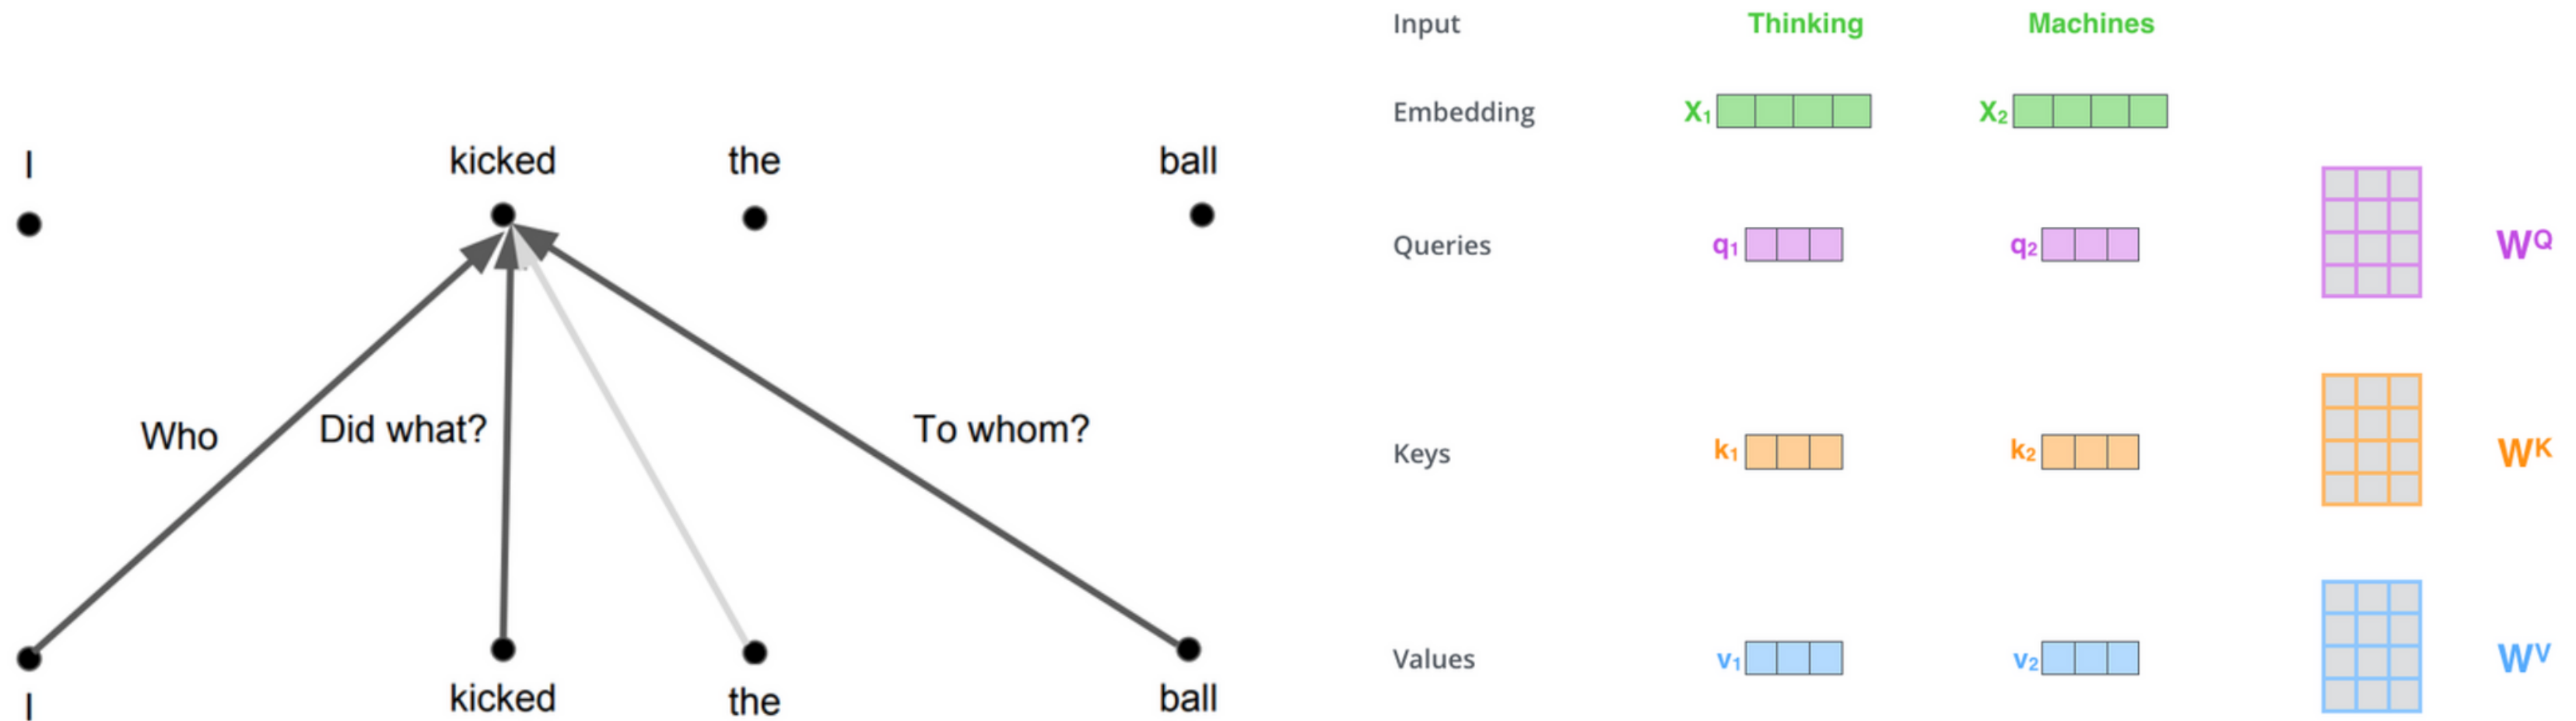 I kicked the ball
Who Did what? To whom?
I kicked the ball
Input Thinking Machines
Embedding X1 X2
Queries q1 q2 WQ
Keys k1 k2 WK
Values v1 v2 WV